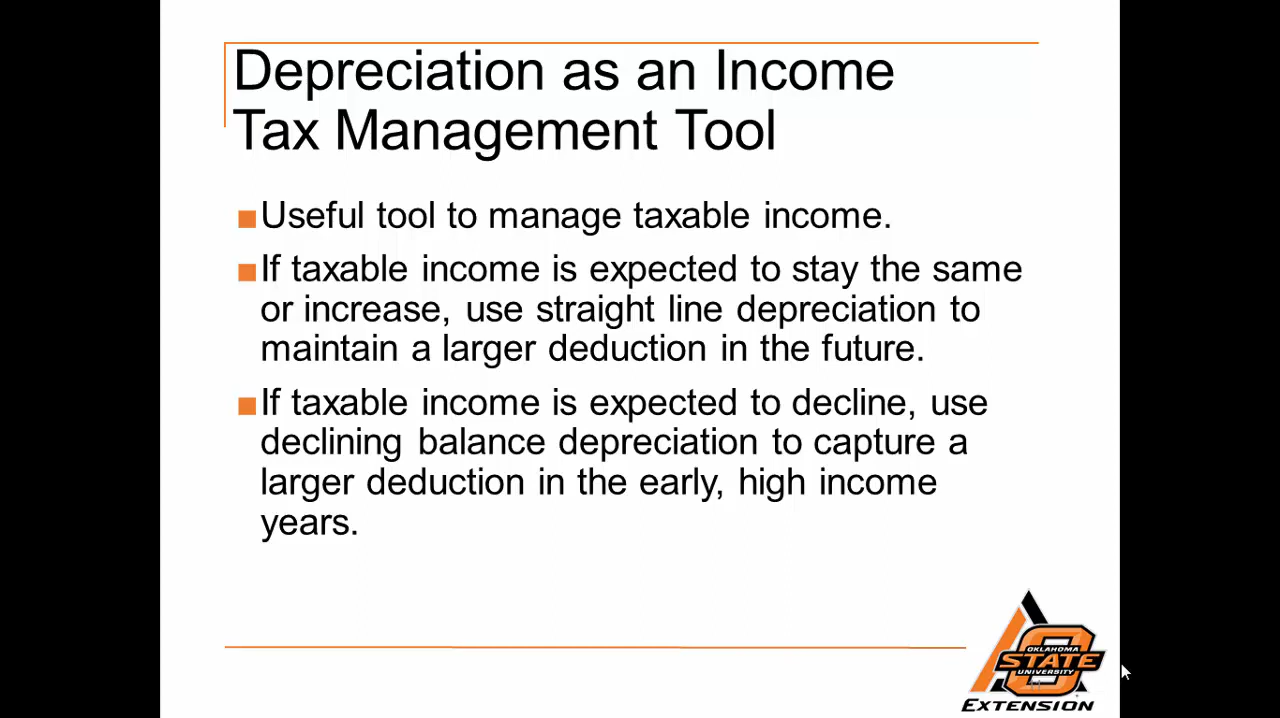 Depreciation as an Income
Tax Management Tool
Useful tool to manage taxable income.
If taxable income is expected to stay the same
or increase, use straight line depreciation to
maintain a larger deduction in the future.
If taxable income is expected to decline, use
declining balance depreciation to capture a
larger deduction in the early, high income
years.
OKLAHOMA
STATE
UNIVERSITY
EXTENSION